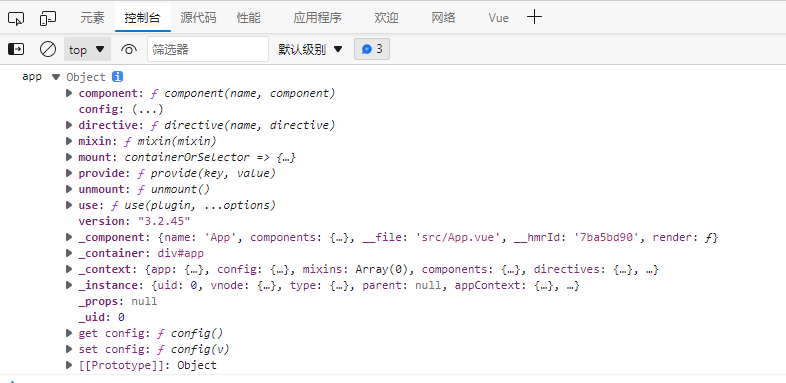 元素 控制台 源代码 性能 应用程序 欢迎 网络 Vue
top 筛选器 默认级别 3
app Object i
component: ƒ component(name, component)
config: (...)
directive: ƒ directive(name, directive)
mixin: ƒ mixin(mixin)
mount: containerOrSelector => {…}
provide: ƒ provide(key, value)
unmount: ƒ unmount()
use: ƒ use(plugin, ...options)
version: "3.2.45"
_component: {name: 'App', components: {…}, __file: 'src/App.vue', __hmrId: '7ba5bd90', render: ƒ}
_container: div#app
_context: {app: {…}, config: {…}, mixins: Array(0), components: {…}, directives: {…}, …}
_instance: {uid: 0, vnode: {…}, type: {…}, parent: null, appContext: {…}, …}
_props: null
_uid: 0
get config: ƒ config()
set config: ƒ config(v)
[[Prototype]]: Object